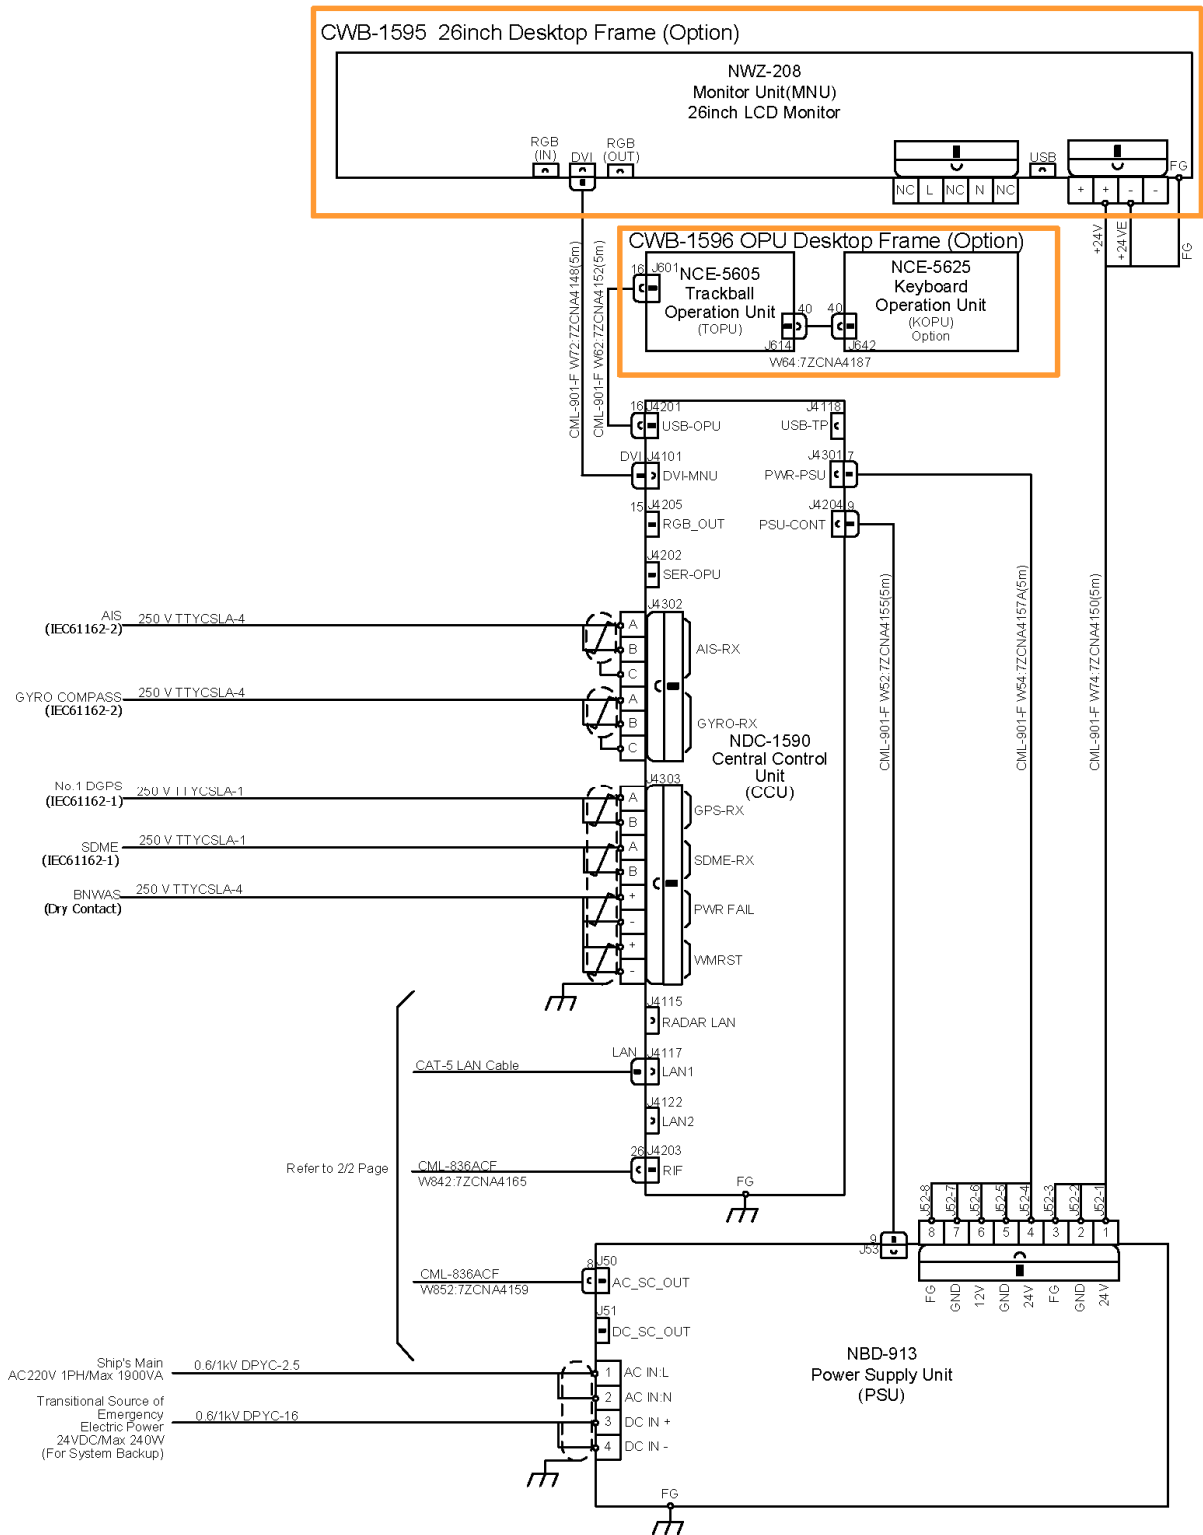 CWB-1595 26inch Desktop Frame (Option)
NWZ-208
Monitor Unit(MNU)
26inch LCD Monitor
RGB
(IN)
DVI
RGB
(OUT)
USB
FG
NC L NC N NC
+ + - -
+24V
+24VE
FG
CWB-1596 OPU Desktop Frame (Option)
16
J601
NCE-5605
Trackball
Operation Unit
(TOPU)
40
J614
NCE-5625
Keyboard
Operation Unit
(KOPU)
Option
40
J642
W64:7ZCNA4187
CML-901-F W72:7ZCNA4148(5m)
CML-901-F W62:7ZCNA4152(5m)
16 J4201
USB-OPU
J4118
USB-TP
DVI J4101
DVI-MNU
J4301 7
PWR-PSU
15 J4205
RGB_OUT
J4204 9
PSU-CONT
J4202
SER-OPU
CML-901-F W52:7ZCNA4155(5m)
CML-901-F W54:7ZCNA4157A(5m)
CML-901-F W74:7ZCNA4150(5m)
AIS
(IEC61162-2)
250 V TTYCSLA-4
J4302
A
B
C
AIS-RX
GYRO COMPASS
(IEC61162-2)
250 V TTYCSLA-4
A
B
C
GYRO-RX
NDC-1590
Central Control
Unit
(CCU)
No.1 DGPS
(IEC61162-1)
250 V TTYCSLA-1
J4303
A
B
GPS-RX
SDME
(IEC61162-1)
250 V TTYCSLA-1
A
B
SDME-RX
BNWAS
(Dry Contact)
250 V TTYCSLA-4
+
-
PWR FAIL
+
-
WMRST
J4115
RADAR LAN
CAT-5 LAN Cable
LAN J4117
LAN1
J4122
LAN2
Refer to 2/2 Page
CML-836ACF
W842:7ZCNA4165
26 J4203
RIF
FG
J52-8 J52-7 J52-6 J52-5 J52-4 J52-3 J52-2 J52-1
8 7 6 5 4 3 2 1
FG GND 12V GND 24V FG GND 24V
9
J53
CML-836ACF
W852:7ZCNA4159
8 J50
AC_SC_OUT
J51
DC_SC_OUT
NBD-913
Power Supply Unit
(PSU)
Ship's Main
AC220V 1PH/Max 1900VA
0.6/1kV DPYC-2.5
1 AC IN:L
2 AC IN:N
Transitional Source of
Emergency
Electric Power
24VDC/Max 240W
(For System Backup)
0.6/1kV DPYC-16
3 DC IN +
4 DC IN -
FG